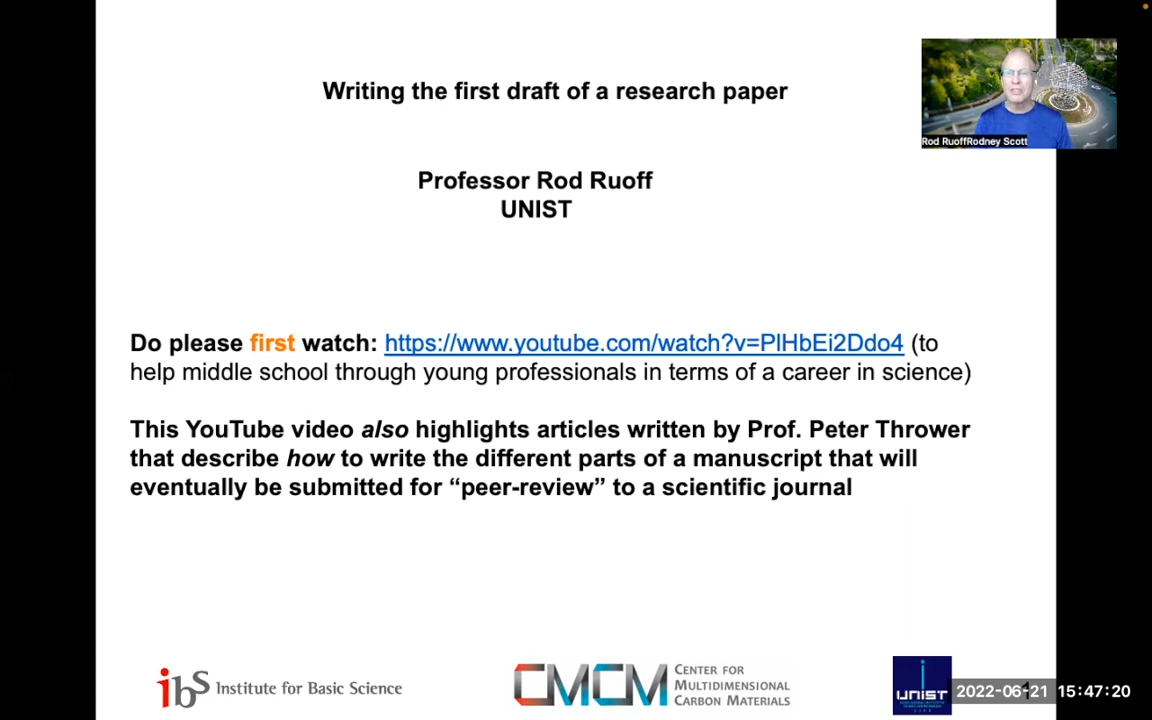 Writing the first draft of a research paper
Rod RuoffRodney Scott
Professor Rod Ruoff
UNIST
Do please first watch: https://www.youtube.com/watch?v=PlHbEi2Ddo4 (to
help middle school through young professionals in terms of a career in science)
This YouTube video also highlights articles written by Prof. Peter Thrower
that describe how to write the different parts of a manuscript that will
eventually be submitted for “peer-review” to a scientific journal
ibS Institute for Basic Science
CMCM CENTER FOR
MULTIDIMENSIONAL
CARBON MATERIALS
UNIST
2022-06-21 15:47:20